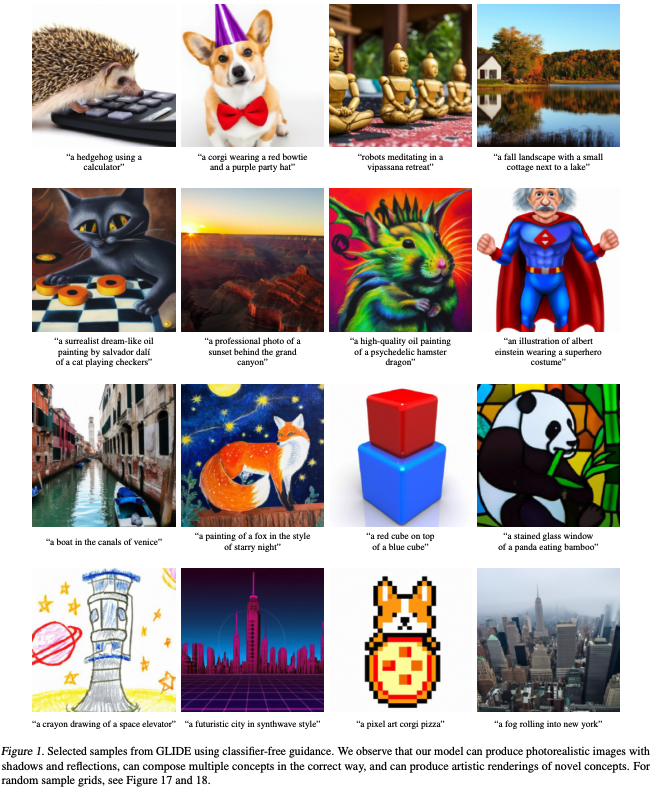 “a hedgehog using a
calculator”
“a corgi wearing a red bowtie
and a purple party hat”
“robots meditating in a
vipassana retreat”
“a fall landscape with a small
cottage next to a lake”
“a surrealist dream-like oil
painting by salvador dalí
of a cat playing checkers”
“a professional photo of a
sunset behind the grand
canyon”
“a high-quality oil painting
of a psychedelic hamster
dragon”
“an illustration of albert
einstein wearing a superhero
costume”
“a boat in the canals of venice”
“a painting of a fox in the style
of starry night”
“a red cube on top
of a blue cube”
“a stained glass window
of a panda eating bamboo”
“a crayon drawing of a space elevator”
“a futuristic city in synthwave style”
“a pixel art corgi pizza”
“a fog rolling into new york”
Figure 1. Selected samples from GLIDE using classifier-free guidance. We observe that our model can produce photorealistic images with
shadows and reflections, can compose multiple concepts in the correct way, and can produce artistic renderings of novel concepts. For
random sample grids, see Figure 17 and 18.